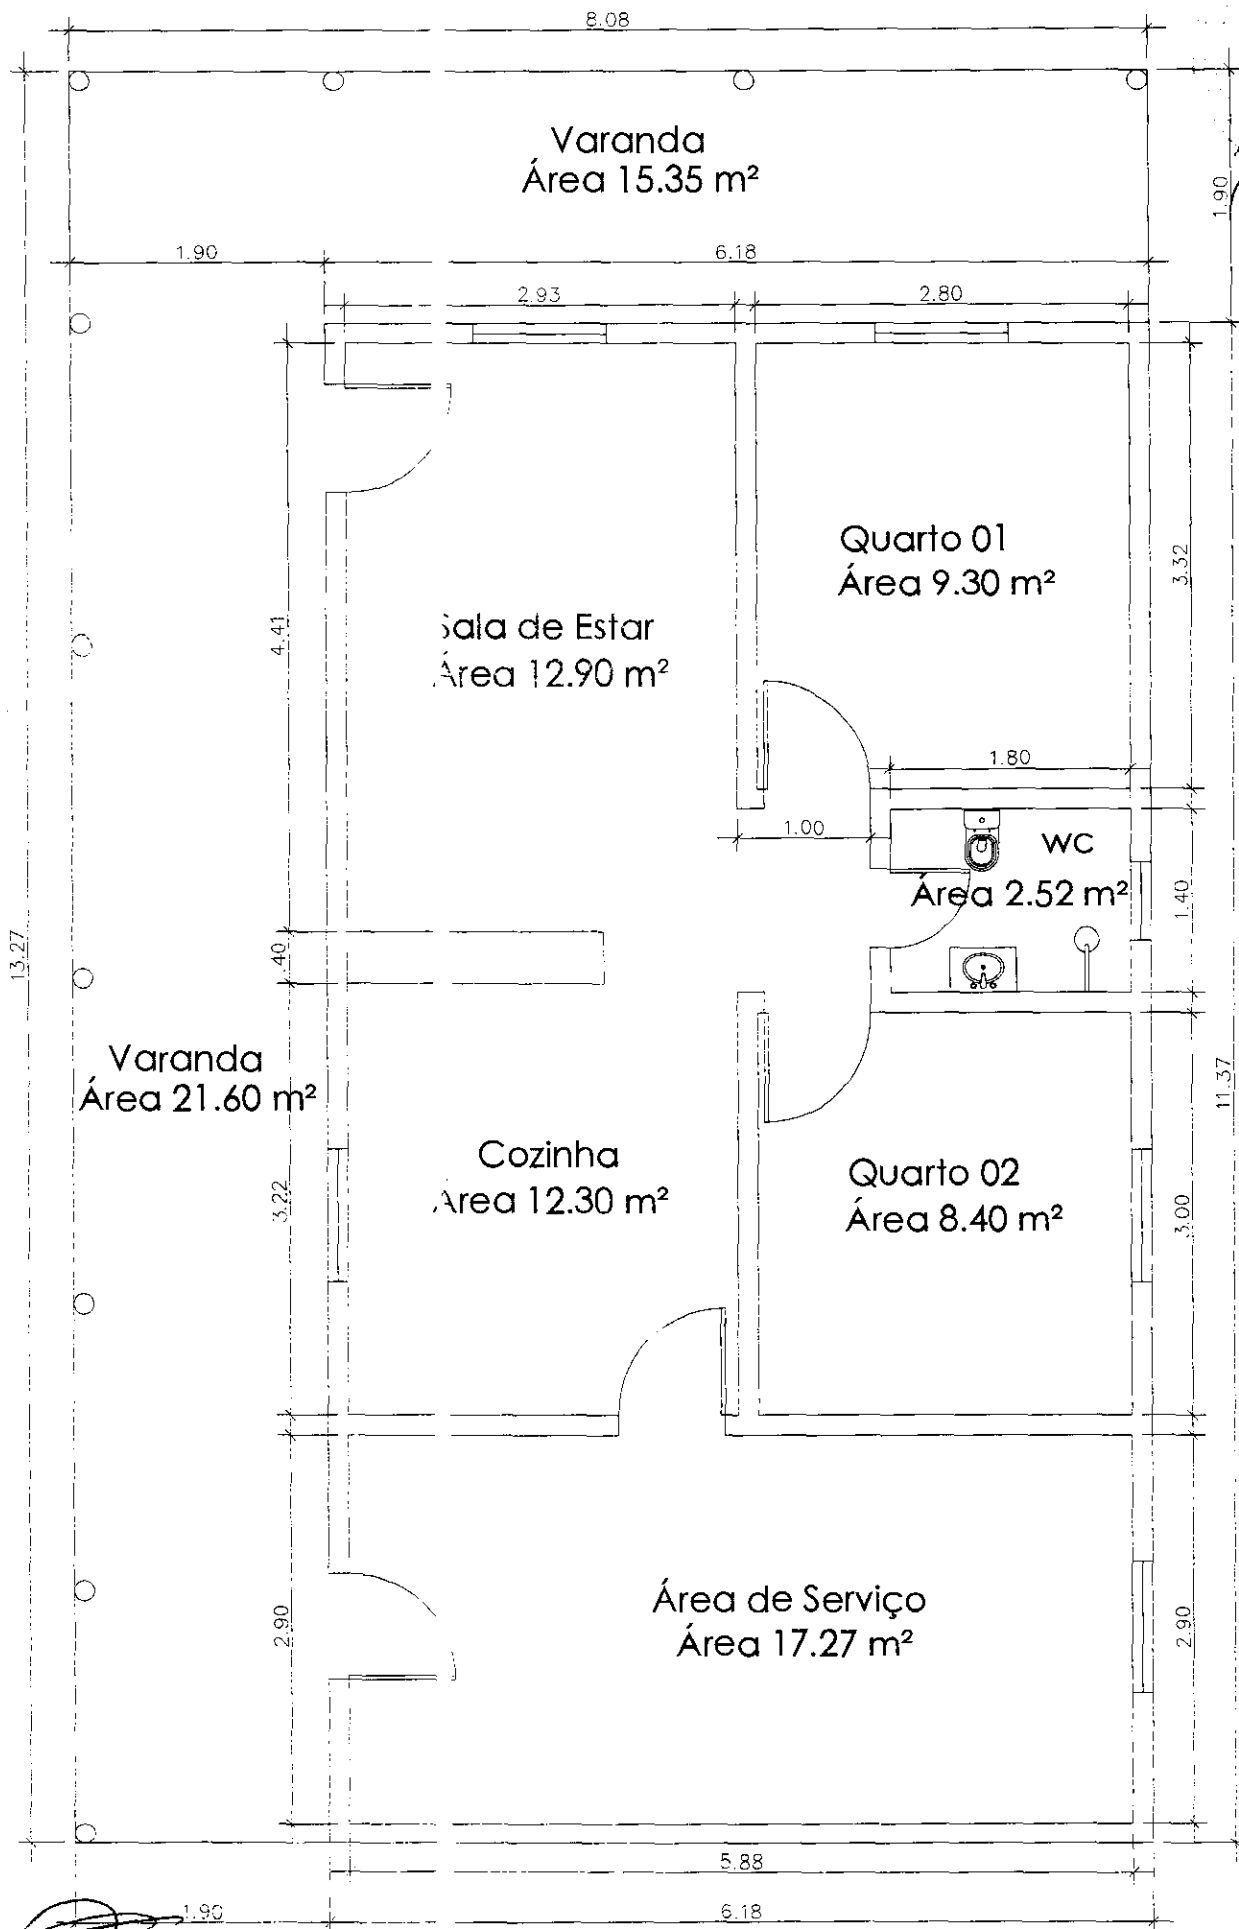 8.08
Varanda
Área 15.35 m²
1.90
1.90
6.18
2.93
2.80
Quarto 01
Área 9.30 m²
3.32
4.41
Sala de Estar
Área 12.90 m²
1.80
1.00
WC
Área 2.52 m²
1.40
.40
13.27
Varanda
Área 21.60 m²
11.37
Cozinha
Área 12.30 m²
3.22
Quarto 02
Área 8.40 m²
3.00
Área de Serviço
Área 17.27 m²
2.90
2.90
5.88
1.90
6.18